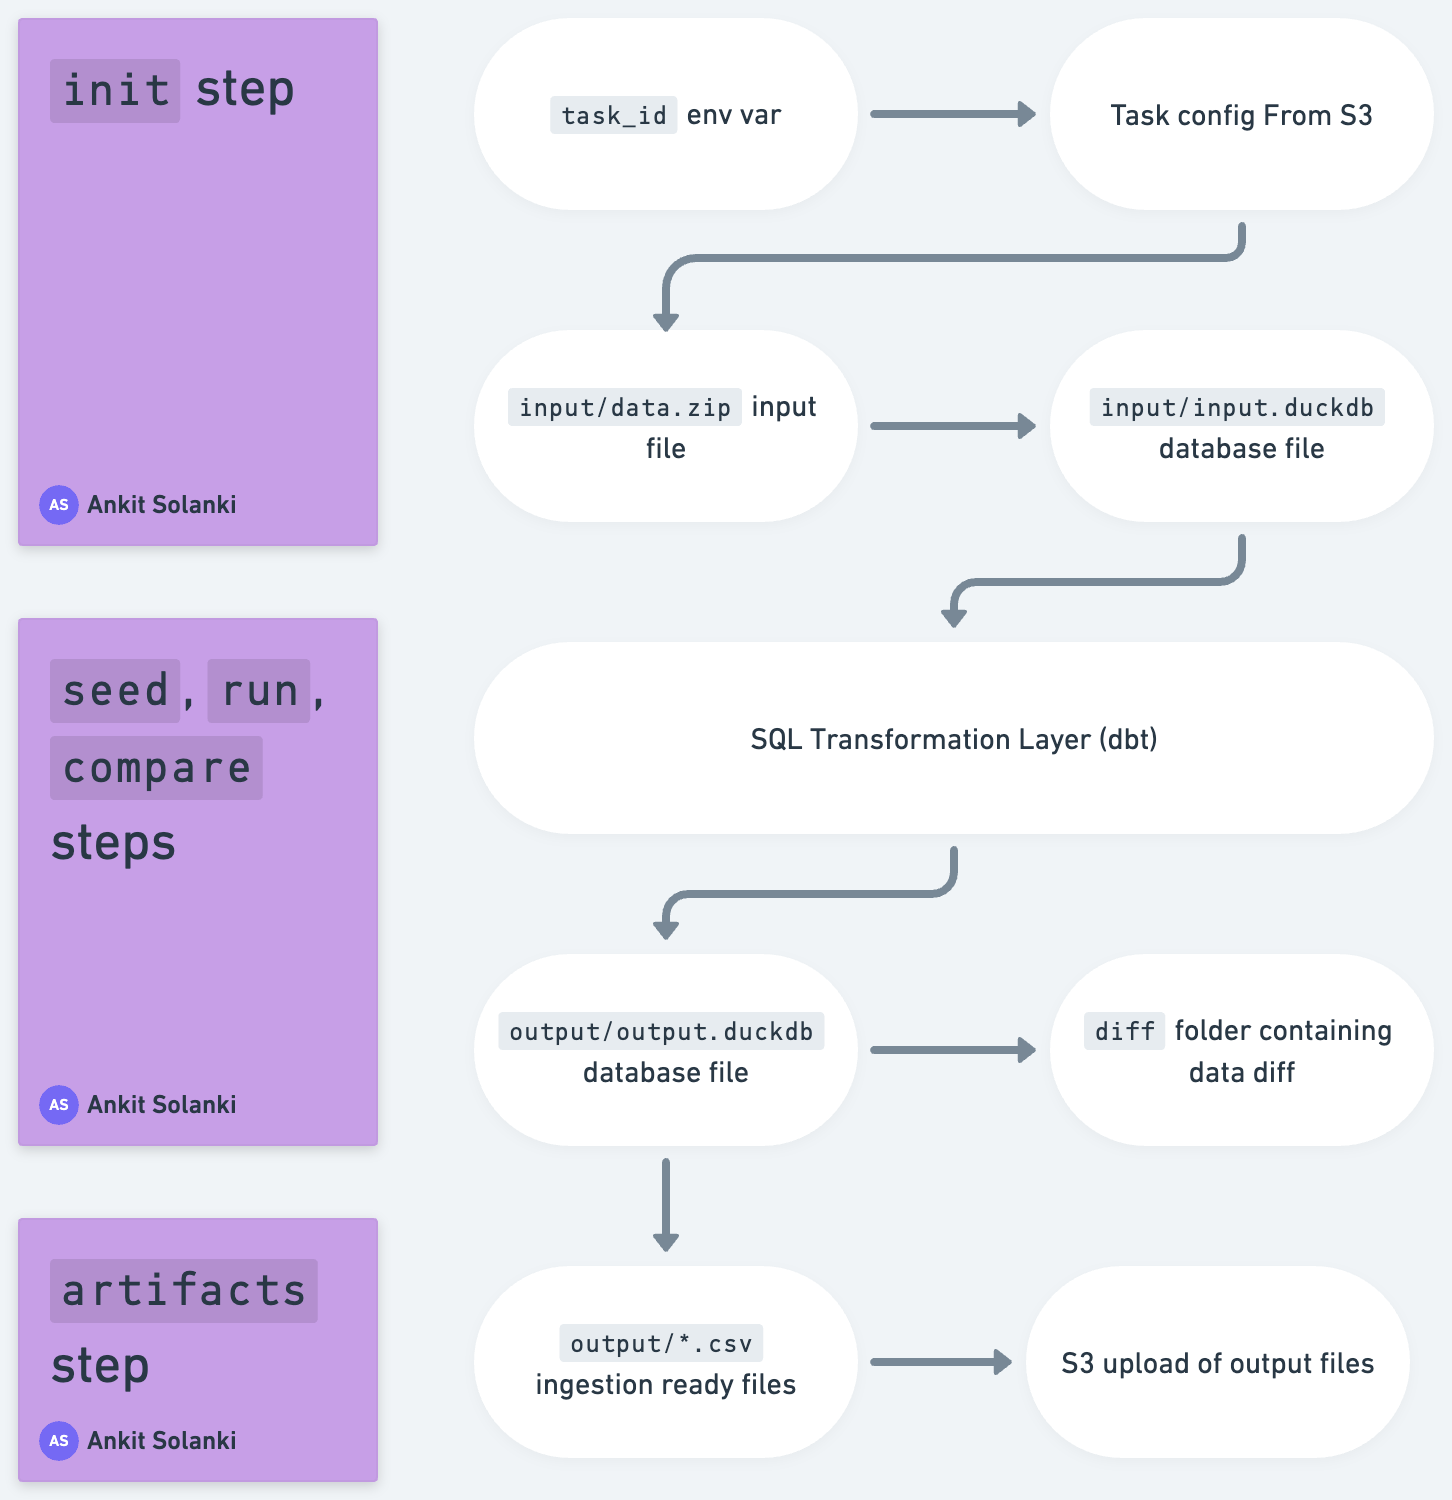 init step
AS Ankit Solanki
task_id env var
Task config From S3
input/data.zip input
file
input/input.duckdb
database file
seed, run,
compare
steps
AS Ankit Solanki
SQL Transformation Layer (dbt)
output/output.duckdb
database file
diff folder containing
data diff
artifacts
step
AS Ankit Solanki
output/*.csv
ingestion ready files
S3 upload of output files